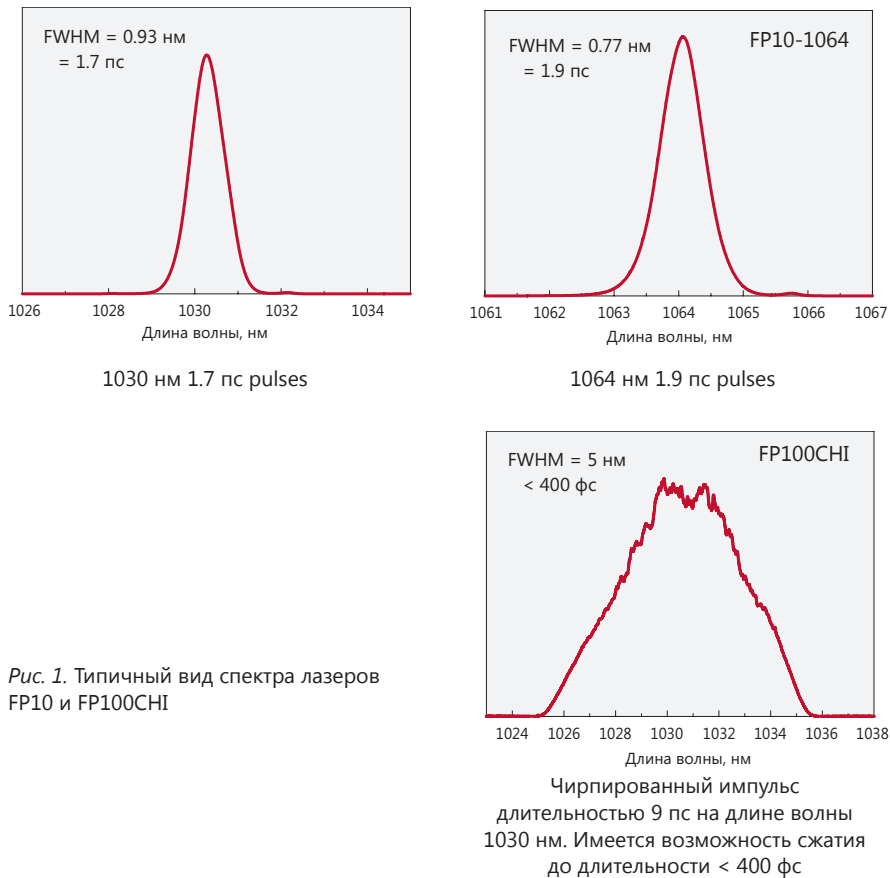 FWHM = 0.93 нм
= 1.7 пс
1026 1028 1030 1032 1034
Длина волны, нм
1030 нм 1.7 пс pulses
FWHM = 0.77 нм
= 1.9 пс
FP10-1064
1061 1062 1063 1064 1065 1066 1067
Длина волны, нм
1064 нм 1.9 пс pulses
FWHM = 5 нм
< 400 фс
FP100CHI
1024 1026 1028 1030 1032 1034 1036 1038
Длина волны, нм
Чирпированный импульс
длительностью 9 пс на длине волны
1030 нм. Имеется возможность сжатия
до длительности < 400 фс
Рис. 1. Типичный вид спектра лазеров
FP10 и FP100CHI